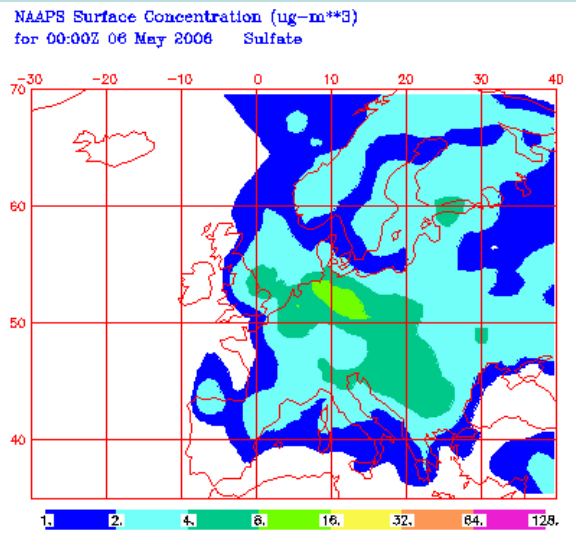 NAAPS Surface Concentration (ug-m**3)
for 00:00Z 06 May 2006 Sulfate
-30 -20 -10 0 10 20 30 40
70
60
50
40
1. 2. 4. 8. 16. 32. 64. 128.